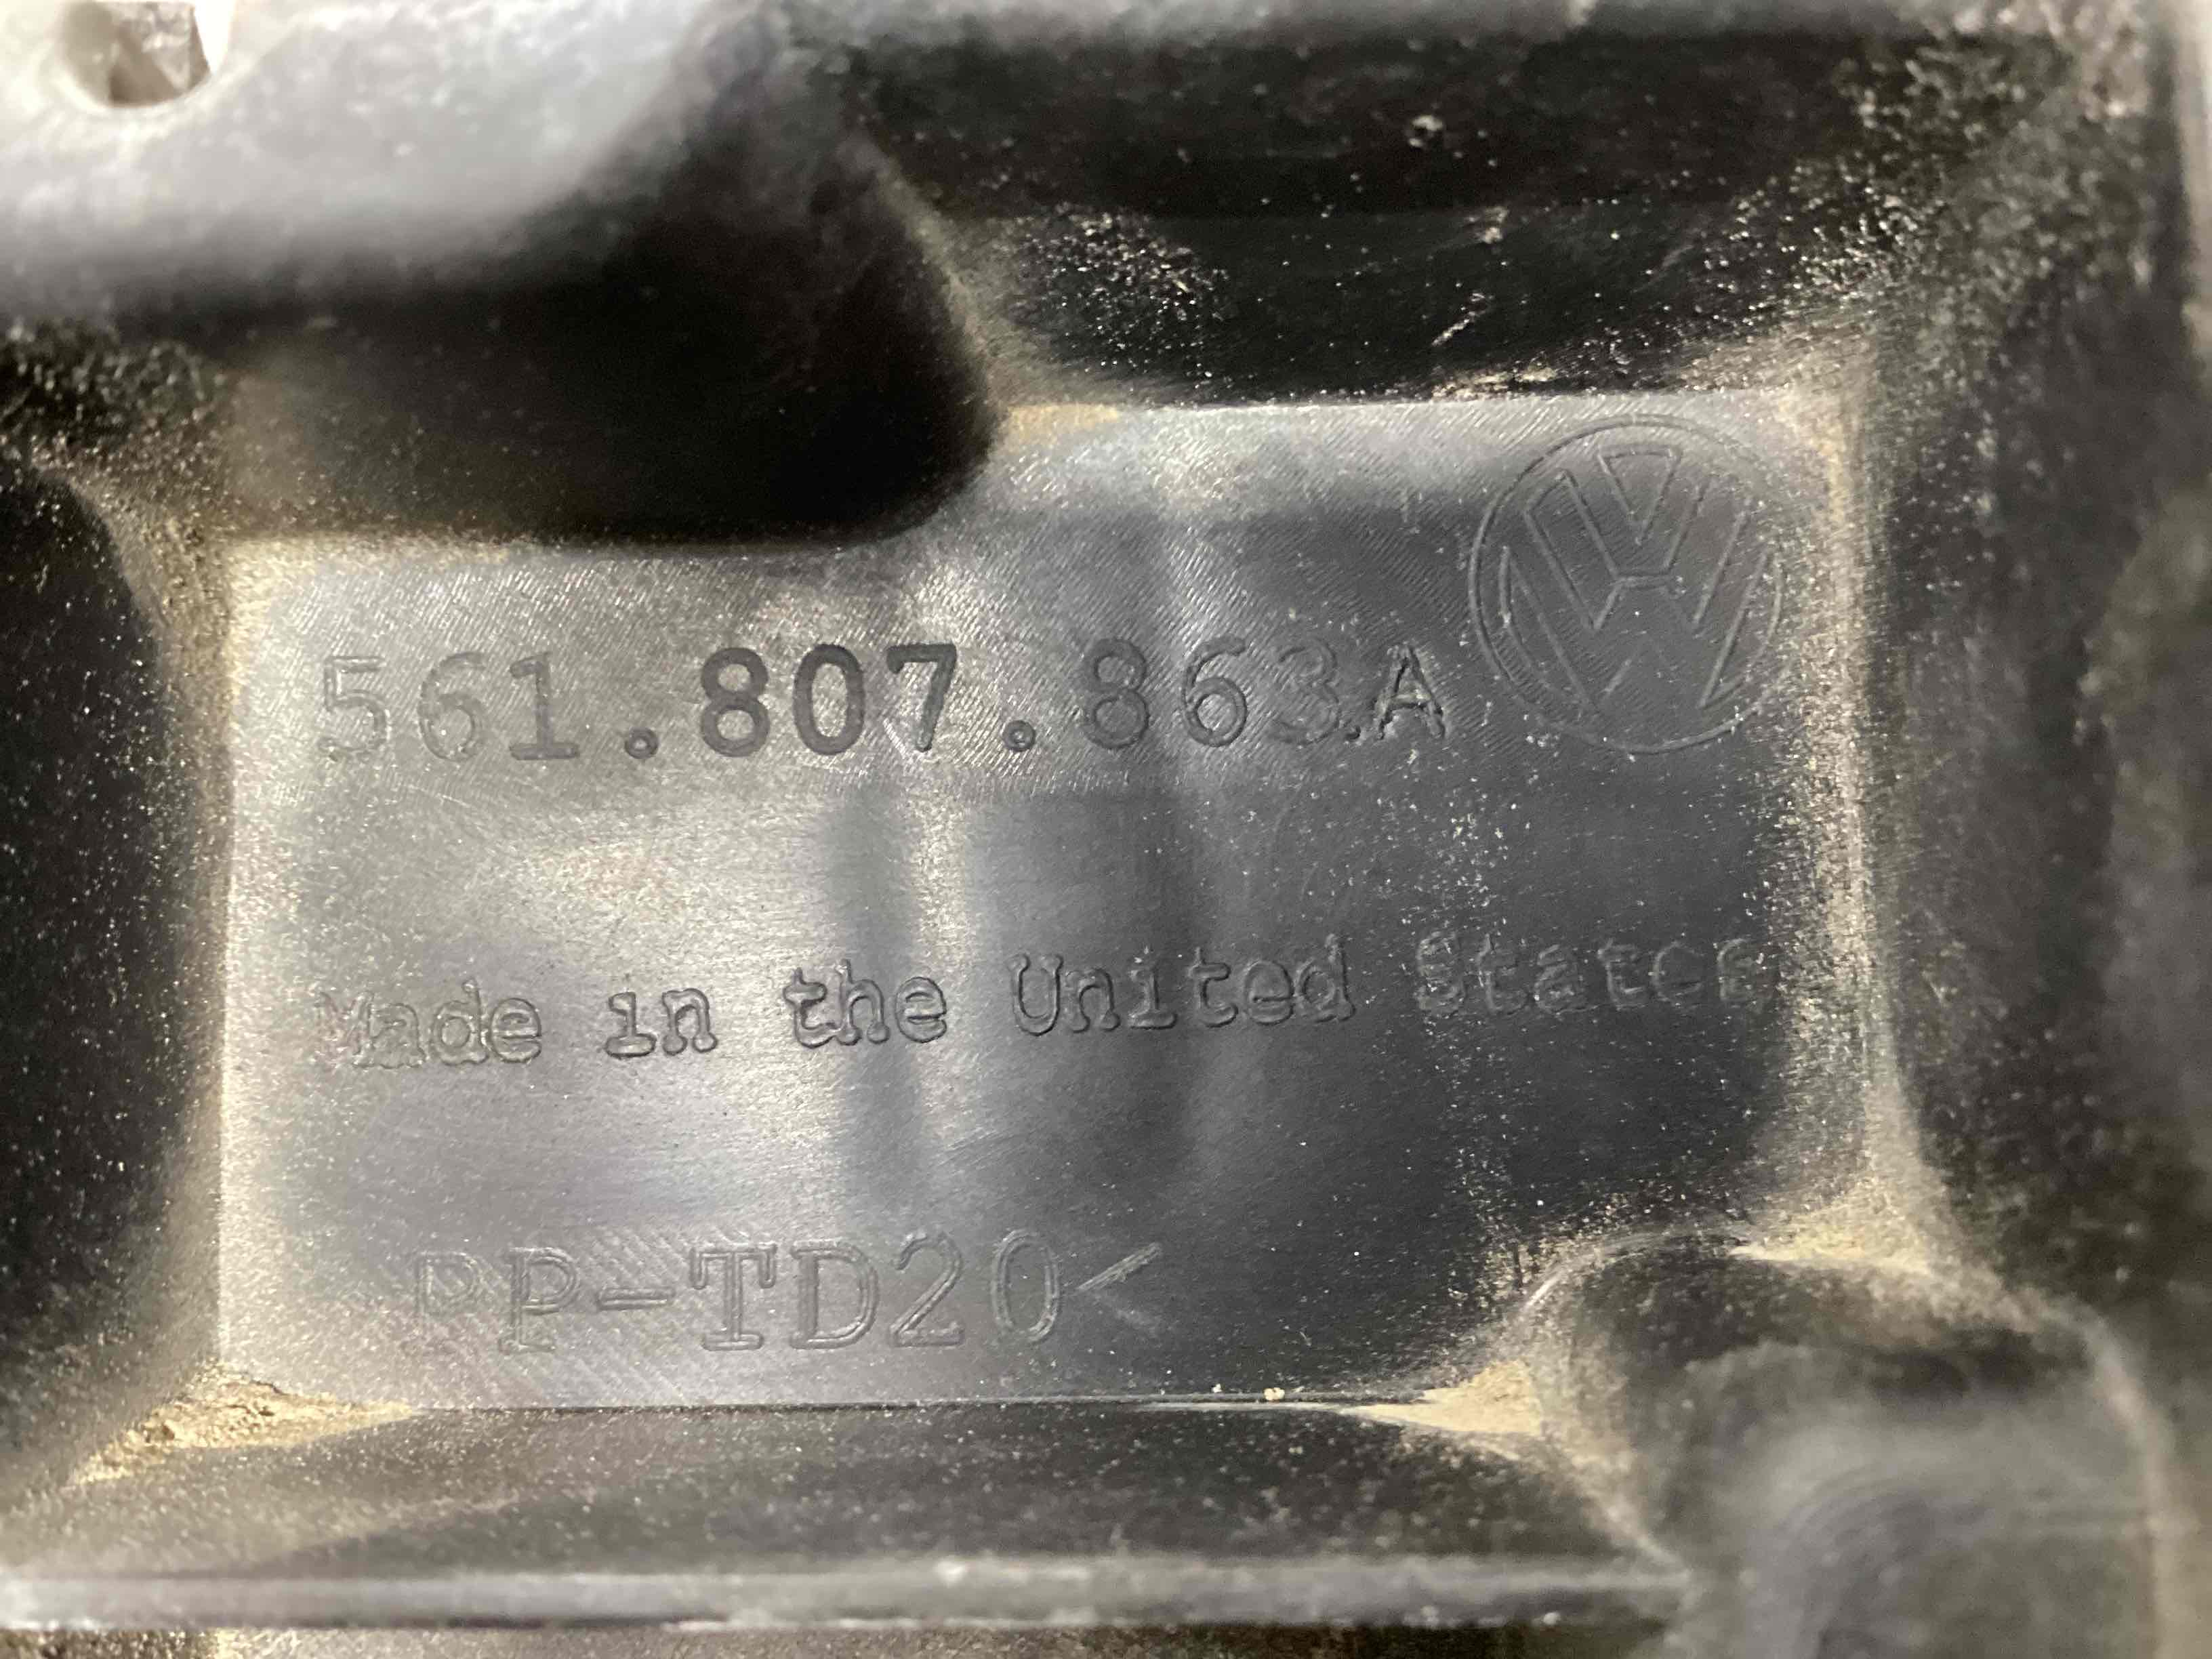 561.807.863.A
Made in the United States
PP-TD20<